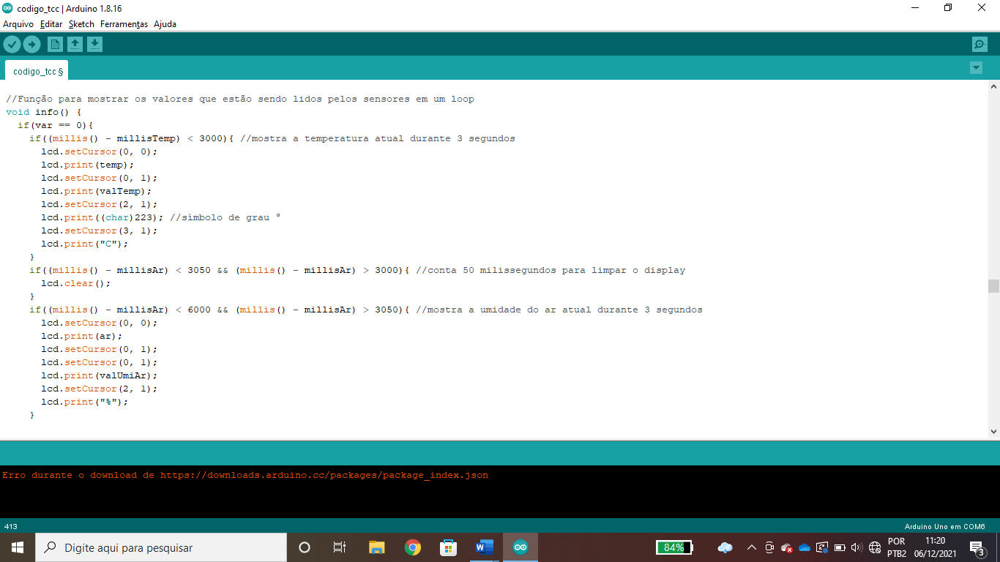 codigo_tcc | Arduino 1.8.16
Arquivo Editar Sketch Ferramentas Ajuda
codigo_tcc §
//Função para mostrar os valores que estão sendo lidos pelos sensores em um loop
void info() {
  if(var == 0){
    if((millis() - millisTemp) < 3000){ //mostra a temperatura atual durante 3 segundos
      lcd.setCursor(0, 0);
      lcd.print(temp);
      lcd.setCursor(0, 1);
      lcd.print(valTemp);
      lcd.setCursor(2, 1);
      lcd.print((char)223); //símbolo de grau °
      lcd.setCursor(3, 1);
      lcd.print("C");
    }
    if((millis() - millisAr) < 3050 && (millis() - millisAr) > 3000){ //conta 50 milissegundos para limpar o display
      lcd.clear();
    }
    if((millis() - millisAr) < 6000 && (millis() - millisAr) > 3050){ //mostra a umidade do ar atual durante 3 segundos
      lcd.setCursor(0, 0);
      lcd.print(ar);
      lcd.setCursor(0, 1);
      lcd.setCursor(0, 1);
      lcd.print(valUmiAr);
      lcd.setCursor(2, 1);
      lcd.print("%");
    }
Erro durante o download de https://downloads.arduino.cc/packages/package_index.json
413
Arduino Uno em COM6
Digite aqui para pesquisar
84%
POR
PTB2
11:20
06/12/2021
3